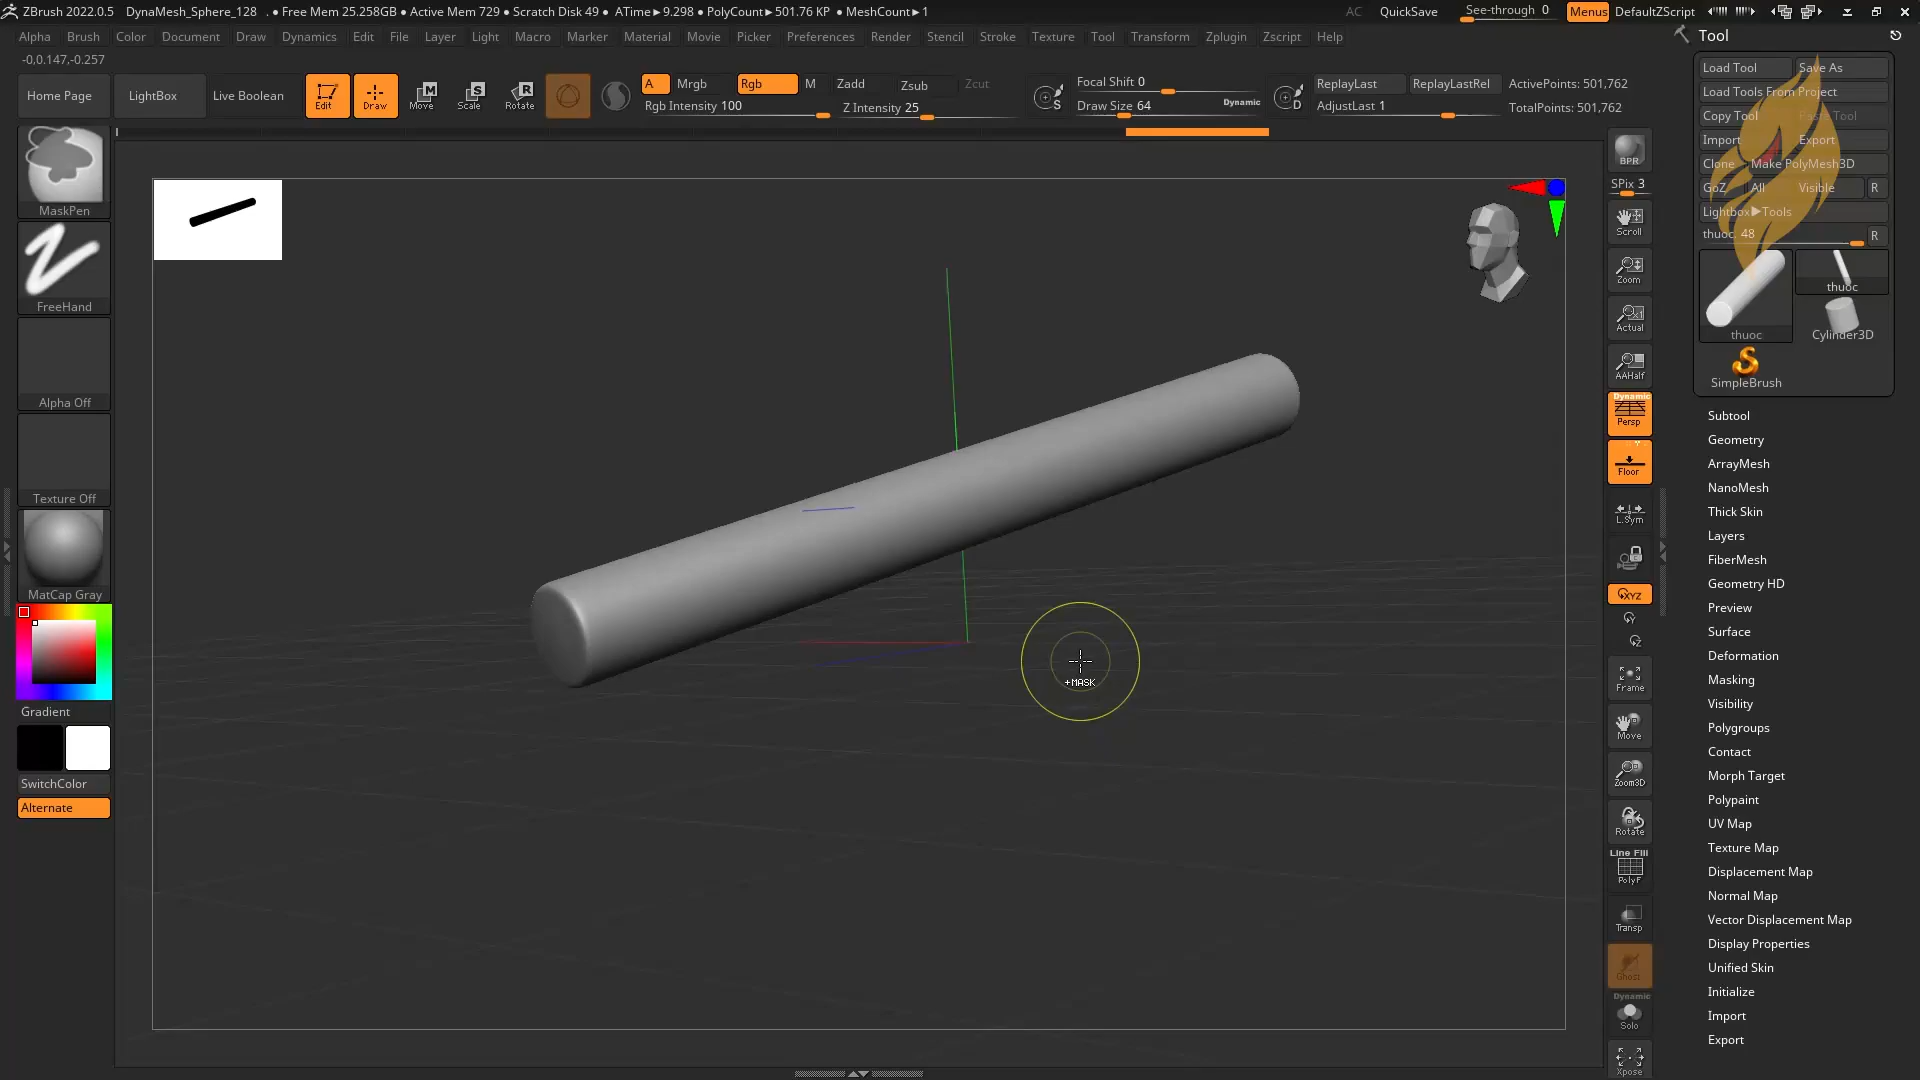 ZBrush 2022.0.5 DynaMesh_Sphere_128 . ● Free Mem 25.258GB ● Active Mem 729 ● Scratch Disk 49 ● ATime►9.298 ● PolyCount►501.76 KP ● MeshCount►1 AC QuickSave See-through 0 Menus DefaultZScript
Alpha Brush Color Document Draw Dynamics Edit File Layer Light Macro Marker Material Movie Picker Preferences Render Stencil Stroke Texture Tool Transform Zplugin Zscript Help
-0,0.147,-0.257
Home Page LightBox Live Boolean Edit Draw Move Scale Rotate
M S R
A Mrgb Rgb M Zadd Zsub Zcut
Rgb Intensity 100 Z Intensity 25
S Focal Shift 0
Draw Size 64 Dynamic
D ReplayLast ReplayLastRel ActivePoints: 501,762
AdjustLast 1 TotalPoints: 501,762
MaskPen
FreeHand
Alpha Off
Texture Off
MatCap Gray
Gradient
SwitchColor
Alternate
+MASK
BPR
SPix 3
Scroll
Zoom
Actual
AAHalf
Dynamic
Persp
Floor
L.Sym
XYZ
Frame
Move
Zoom3D
Rotate
Line Fill
PolyF
Transp
Ghost
Dynamic
Solo
Xpose
Tool
Load Tool Save As
Load Tools From Project
Copy Tool Paste Tool
Import Export
Clone Make PolyMesh3D
GoZ All Visible R
Lightbox►Tools
thuoc. 48 R
thuoc
thuoc Cylinder3D
SimpleBrush
Subtool
Geometry
ArrayMesh
NanoMesh
Thick Skin
Layers
FiberMesh
Geometry HD
Preview
Surface
Deformation
Masking
Visibility
Polygroups
Contact
Morph Target
Polypaint
UV Map
Texture Map
Displacement Map
Normal Map
Vector Displacement Map
Display Properties
Unified Skin
Initialize
Import
Export